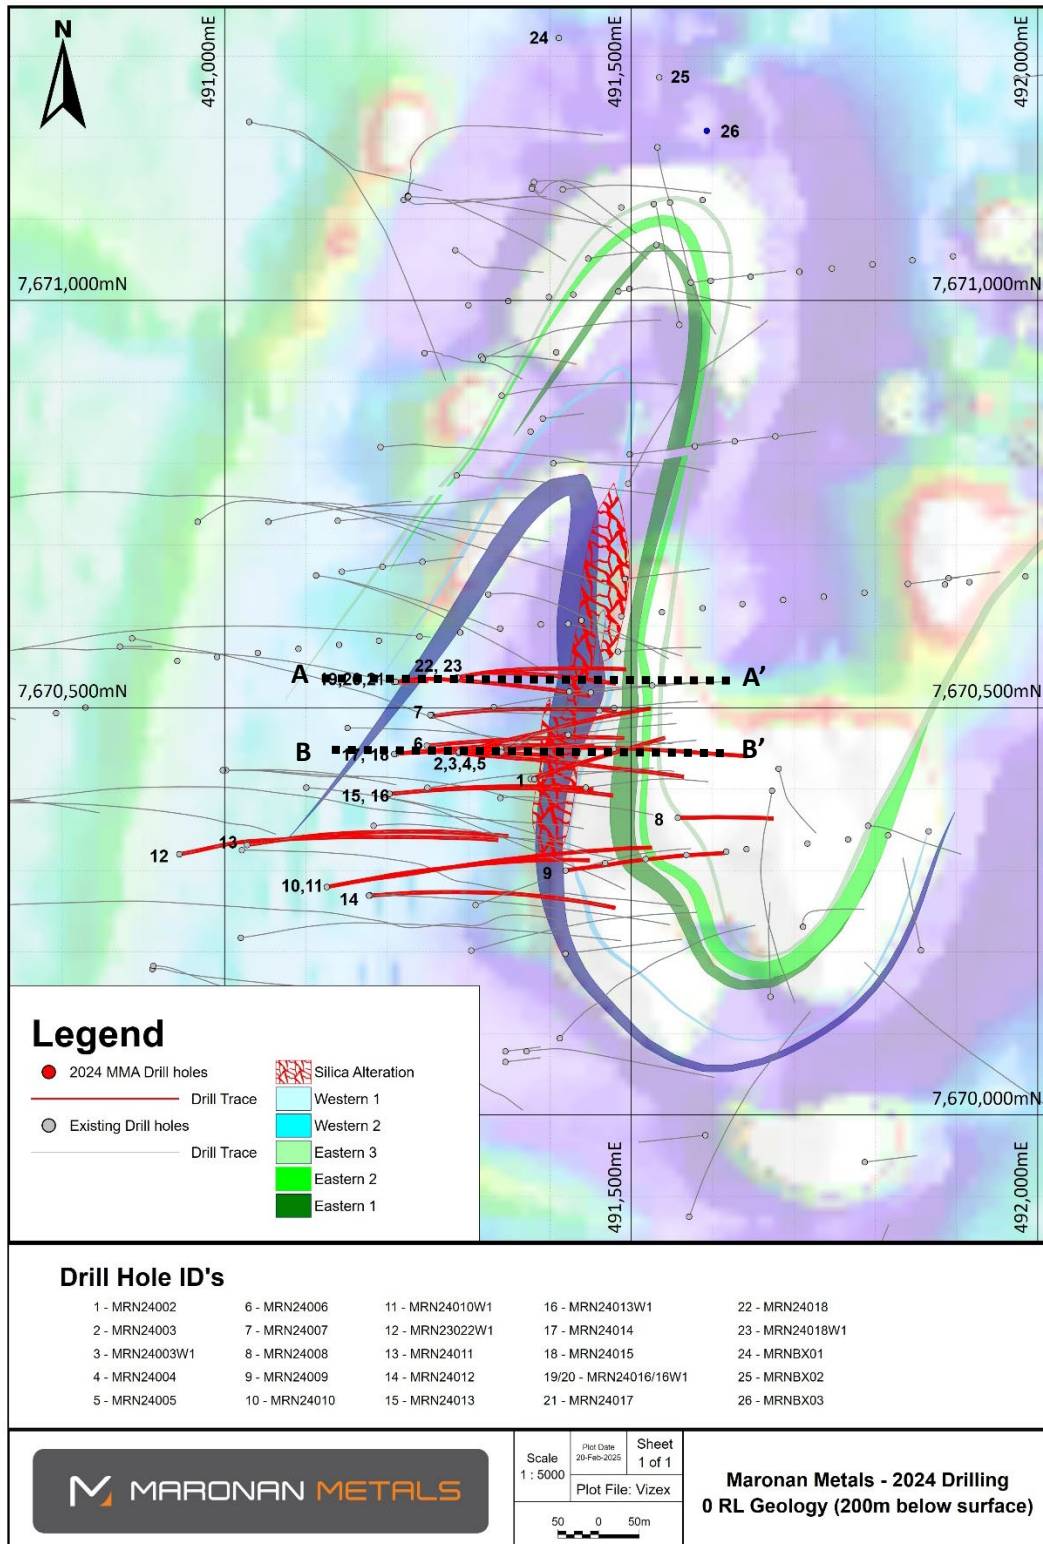 N
491,000mE
491,500mE
492,000mE
24
25
26
7,671,000mN
7,671,000mN
A
19,20,21
22, 23
A'
7,670,500mN
7,670,500mN
7
6
B
17, 18
2,3,4,5
B'
1
15, 16
8
13
12
9
10,11
14
7,670,000mN
491,500mE
492,000mE
Legend
2024 MMA Drill holes
Drill Trace
Existing Drill holes
Drill Trace
Silica Alteration
Western 1
Western 2
Eastern 3
Eastern 2
Eastern 1
Drill Hole ID's
1 - MRN24002
2 - MRN24003
3 - MRN24003W1
4 - MRN24004
5 - MRN24005
6 - MRN24006
7 - MRN24007
8 - MRN24008
9 - MRN24009
10 - MRN24010
11 - MRN24010W1
12 - MRN23022W1
13 - MRN24011
14 - MRN24012
15 - MRN24013
16 - MRN24013W1
17 - MRN24014
18 - MRN24015
19/20 - MRN24016/16W1
21 - MRN24017
22 - MRN24018
23 - MRN24018W1
24 - MRNBX01
25 - MRNBX02
26 - MRNBX03
MARONAN METALS
Scale
1 : 5000
Plot Date
20-Feb-2025
Sheet
1 of 1
Plot File: Vizex
50 0 50m
Maronan Metals - 2024 Drilling
0 RL Geology (200m below surface)